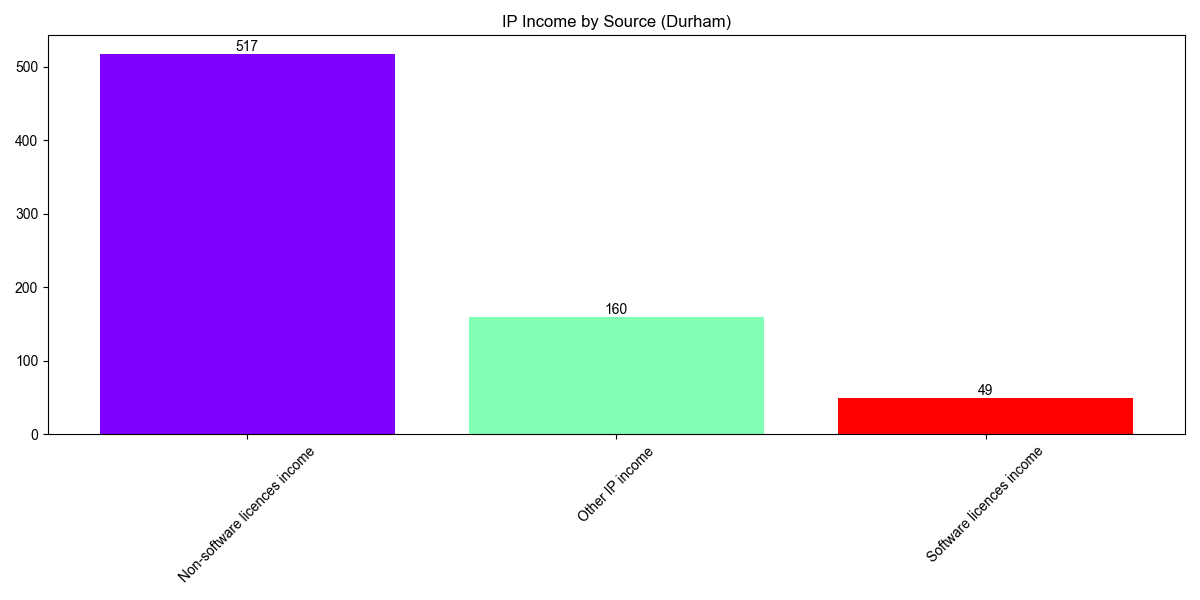 IP Income by Source (Durham)
517
500
400
300
200
160
100
49
0
Non-software licences income
Other IP income
Software licences income